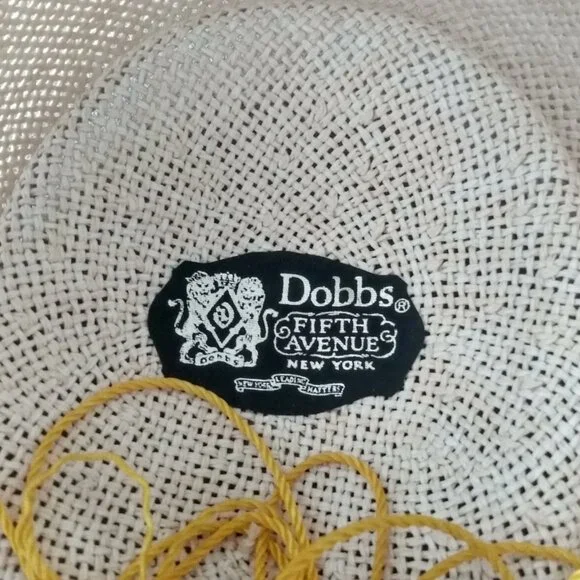 Dobbs®
FIFTH
AVENUE
NEW YORK
Dobbs
NEW YORK LEADING HATTERS